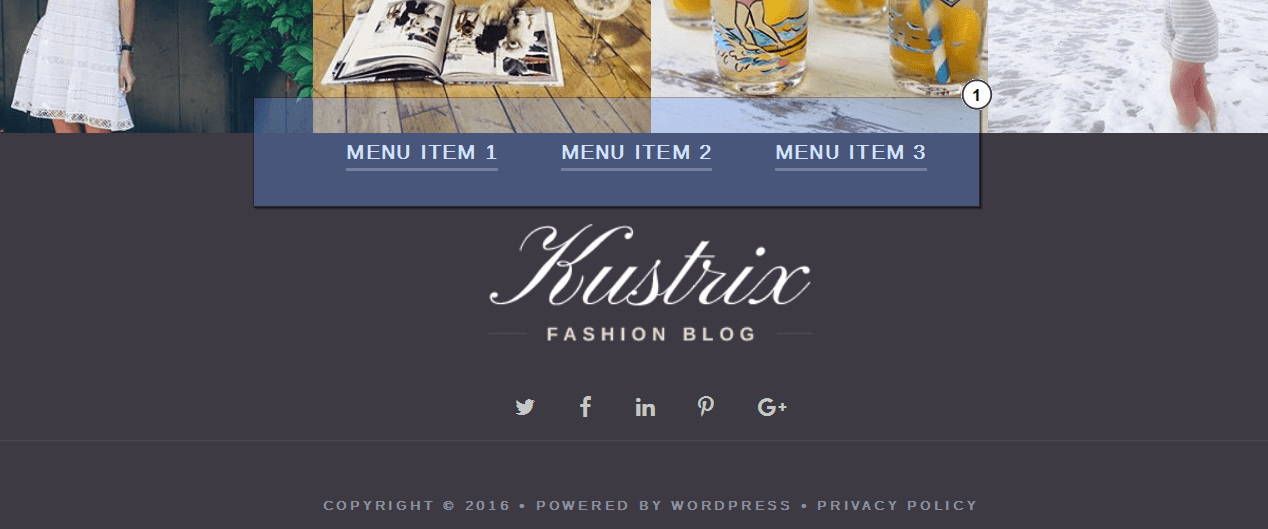 1
MENU ITEM 1 MENU ITEM 2 MENU ITEM 3
Kustrix
FASHION BLOG
COPYRIGHT © 2016 • POWERED BY WORDPRESS • PRIVACY POLICY